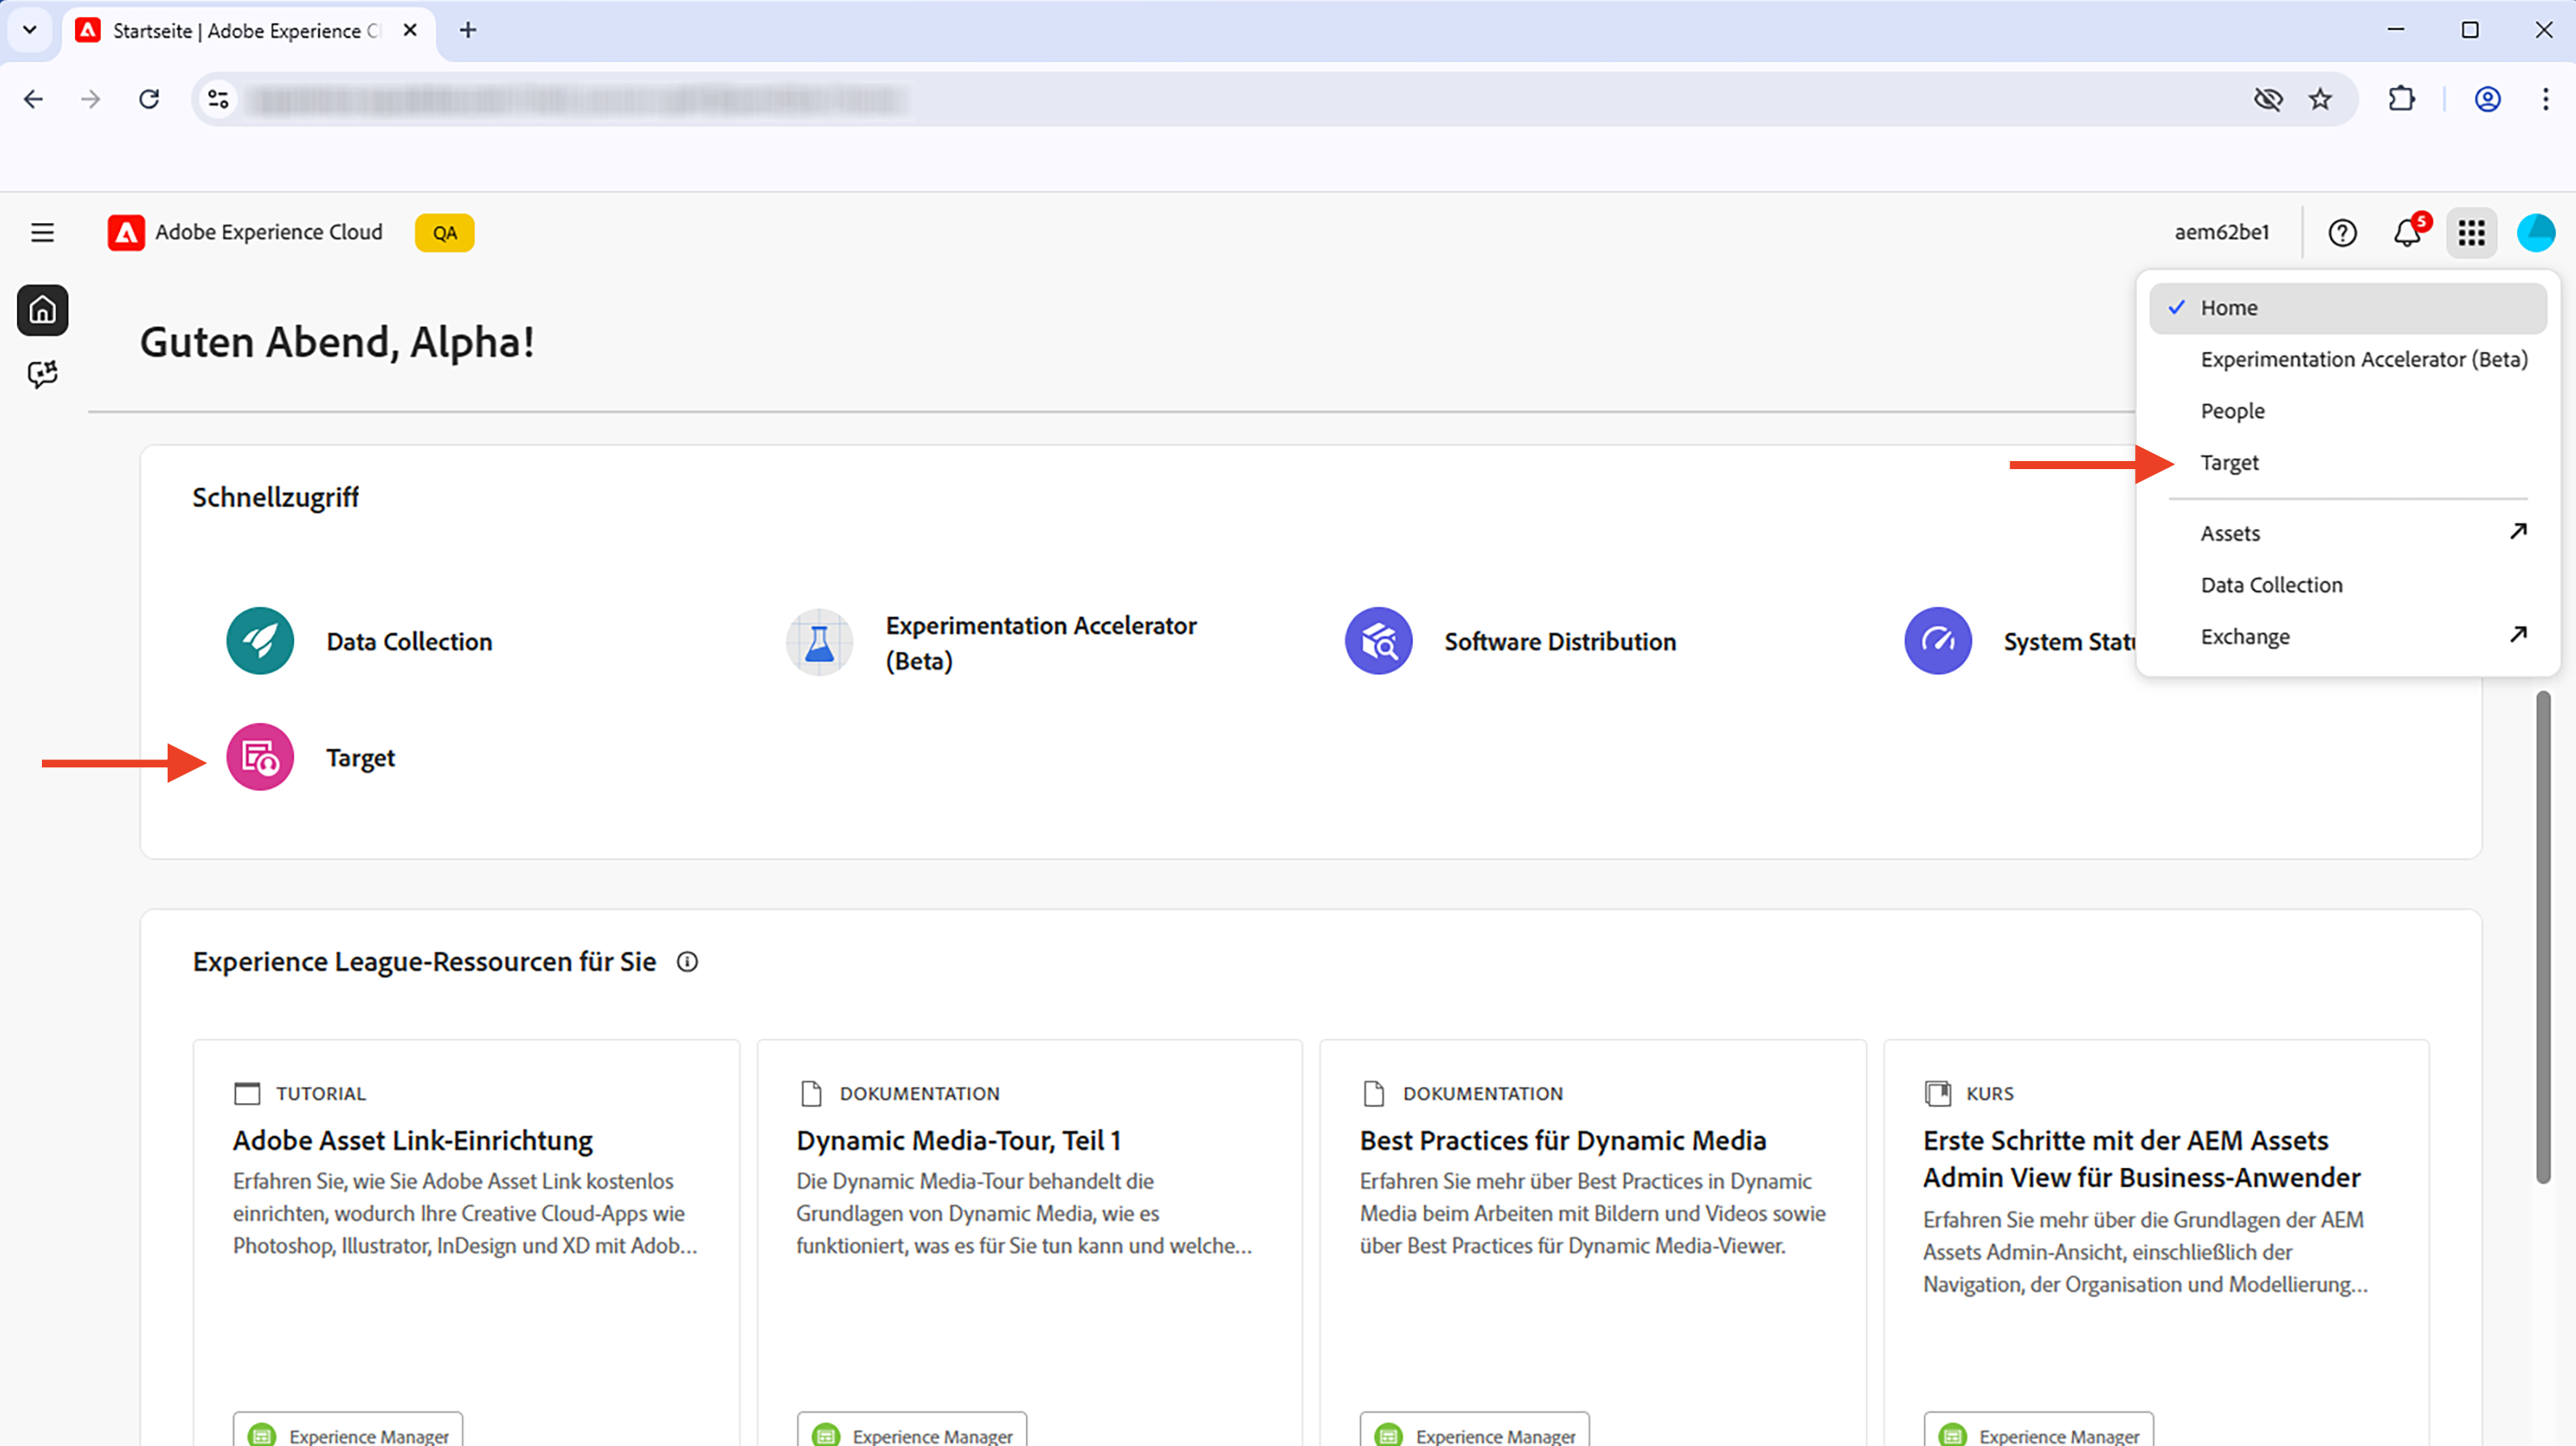 Startseite | Adobe Experience Cl
Adobe Experience Cloud
QA
aem62be1
5
Home
Experimentation Accelerator (Beta)
People
Target
Assets
Data Collection
Exchange
Guten Abend, Alpha!
Schnellzugriff
Data Collection
Experimentation Accelerator
(Beta)
Software Distribution
System Statu
Target
Experience League-Ressourcen für Sie
TUTORIAL
Adobe Asset Link-Einrichtung
Erfahren Sie, wie Sie Adobe Asset Link kostenlos
einrichten, wodurch Ihre Creative Cloud-Apps wie
Photoshop, Illustrator, InDesign und XD mit Adob...
Experience Manager
DOKUMENTATION
Dynamic Media-Tour, Teil 1
Die Dynamic Media-Tour behandelt die
Grundlagen von Dynamic Media, wie es
funktioniert, was es für Sie tun kann und welche...
Experience Manager
DOKUMENTATION
Best Practices für Dynamic Media
Erfahren Sie mehr über Best Practices in Dynamic
Media beim Arbeiten mit Bildern und Videos sowie
über Best Practices für Dynamic Media-Viewer.
Experience Manager
KURS
Erste Schritte mit der AEM Assets
Admin View für Business-Anwender
Erfahren Sie mehr über die Grundlagen der AEM
Assets Admin-Ansicht, einschließlich der
Navigation, der Organisation und Modellierung...
Experience Manager